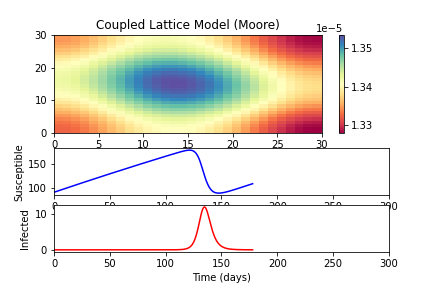 Coupled Lattice Model (Moore)
1e−5
30
20
10
0
0 5 10 15 20 25 30
1.35
1.34
1.33
Susceptible
150
100
0 50 100 150 200 250 300
Infected
10
0
0 50 100 150 200 250 300
Time (days)